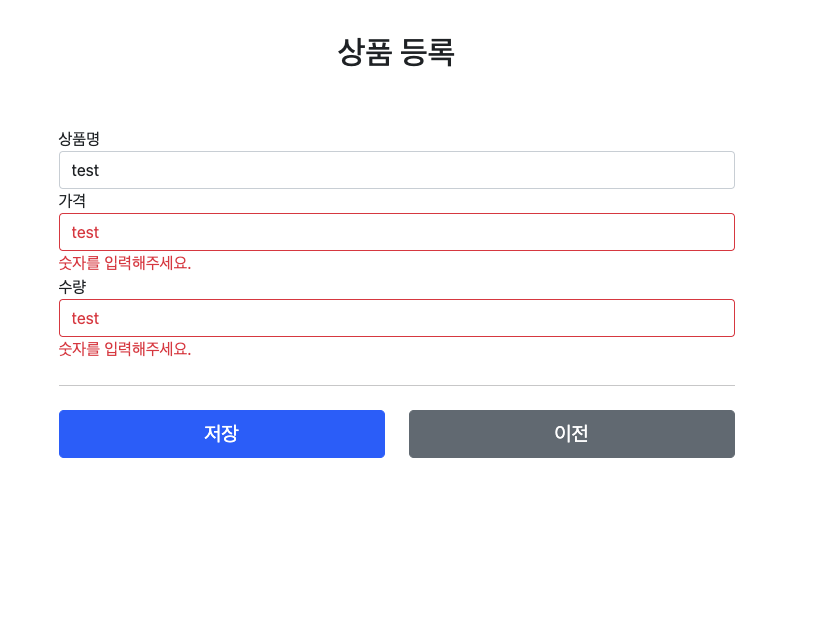 상품 등록
상품명
test
가격
test
숫자를 입력해주세요.
수량
test
숫자를 입력해주세요.
저장 이전